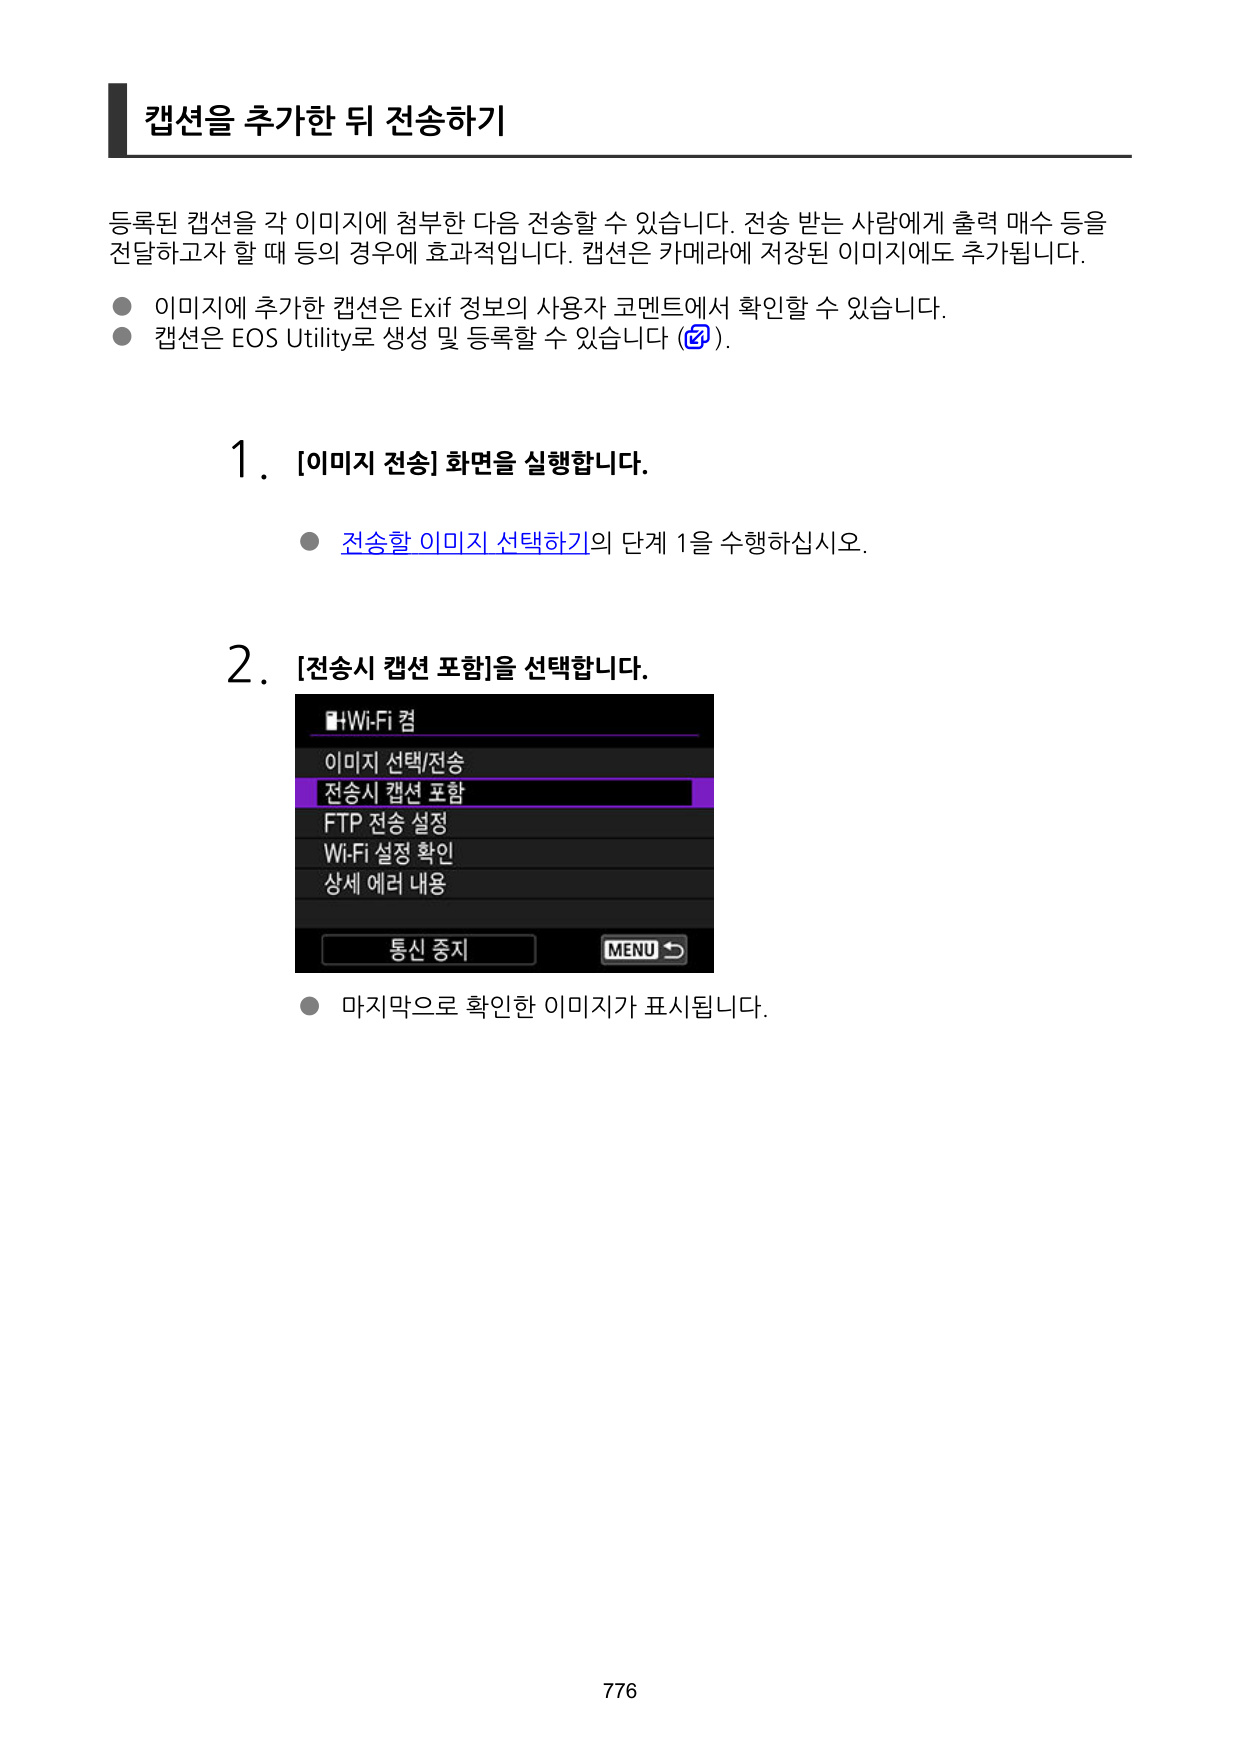 캡션을 추가한 뒤 전송하기
등록된 캡션을 각 이미지에 첨부한 다음 전송할 수 있습니다. 전송 받는 사람에게 출력 매수 등을
전달하고자 할 때 등의 경우에 효과적입니다. 캡션은 카메라에 저장된 이미지에도 추가됩니다.
● 이미지에 추가한 캡션은 Exif 정보의 사용자 코멘트에서 확인할 수 있습니다.
● 캡션은 EOS Utility로 생성 및 등록할 수 있습니다 ( ).
1. [이미지 전송] 화면을 실행합니다.
● 전송할 이미지 선택하기의 단계 1을 수행하십시오.
2. [전송시 캡션 포함]을 선택합니다.
Wi-Fi 켬
이미지 선택/전송
전송시 캡션 포함
FTP 전송 설정
Wi-Fi 설정 확인
상세 에러 내용
통신 중지 MENU
● 마지막으로 확인한 이미지가 표시됩니다.
776